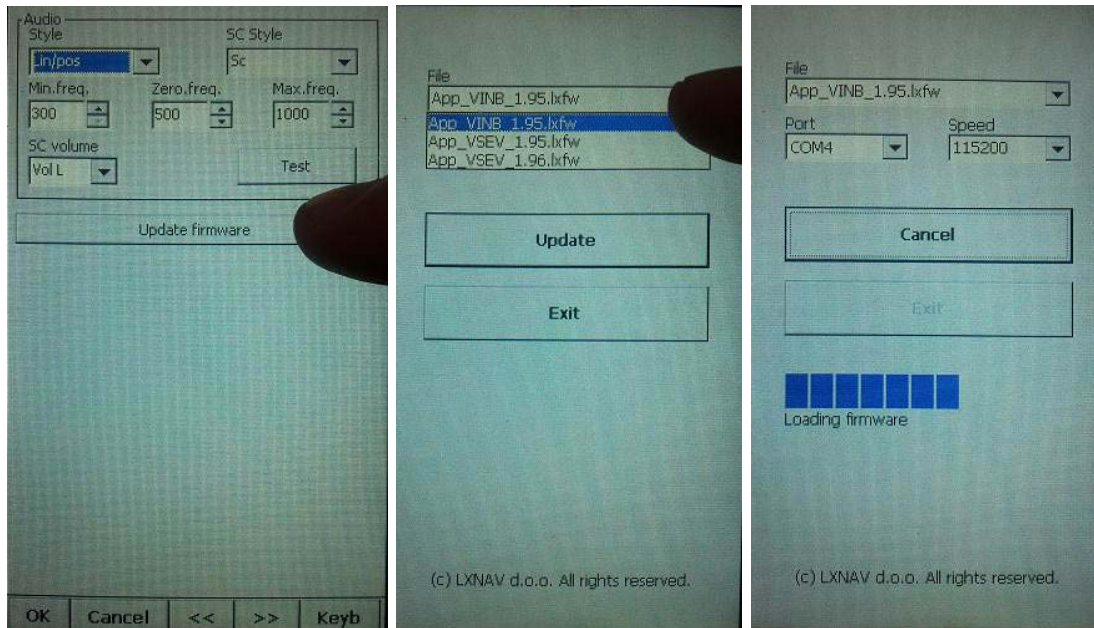 Audio
Style SC Style
Lin/pos Sc
Min.freq. Zero.freq. Max.freq.
300 500 1000
SC volume
Vol L Test
Update firmware
OK Cancel << >> Keyb
File
App_VINB_1.95.lxfw
App_VINB_1.95.lxfw
App_VSEV_1.95.lxfw
App_VSEV_1.96.lxfw
Update
Exit
(c) LXNAV d.o.o. All rights reserved.
File
App_VINB_1.95.lxfw
Port Speed
COM4 115200
Cancel
Exit
Loading firmware
(c) LXNAV d.o.o. All rights reserved.